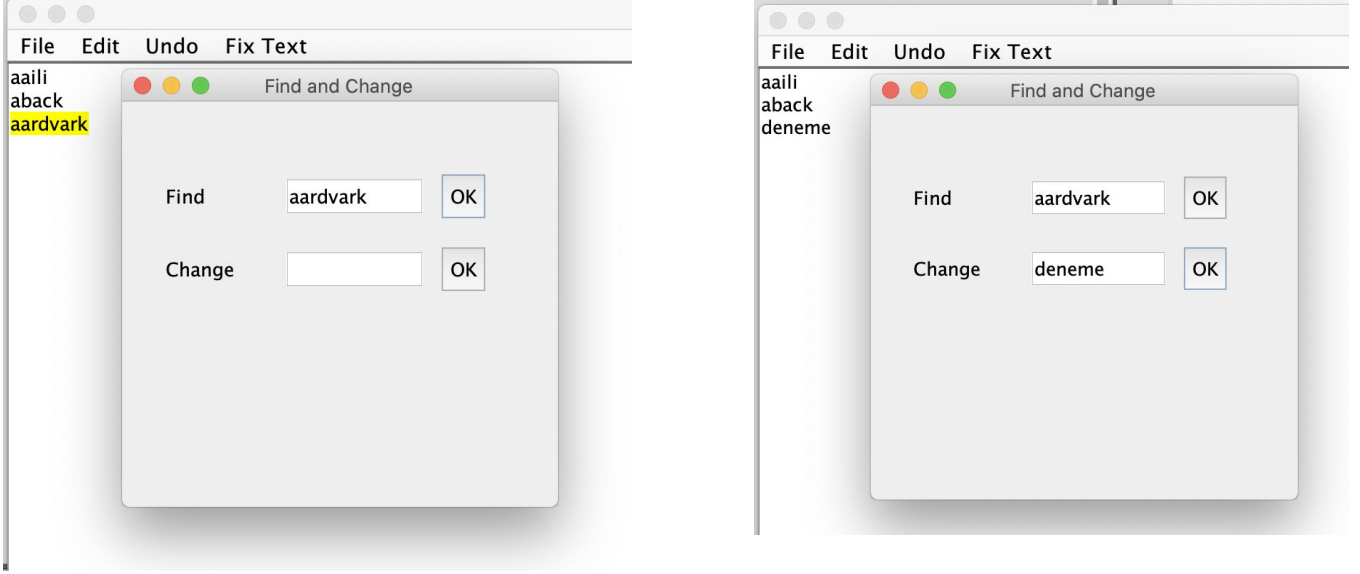 File Edit Undo Fix Text
aaili
aback
aardvark
Find and Change
Find aardvark OK
Change OK
File Edit Undo Fix Text
aaili
aback
deneme
Find and Change
Find aardvark OK
Change deneme OK